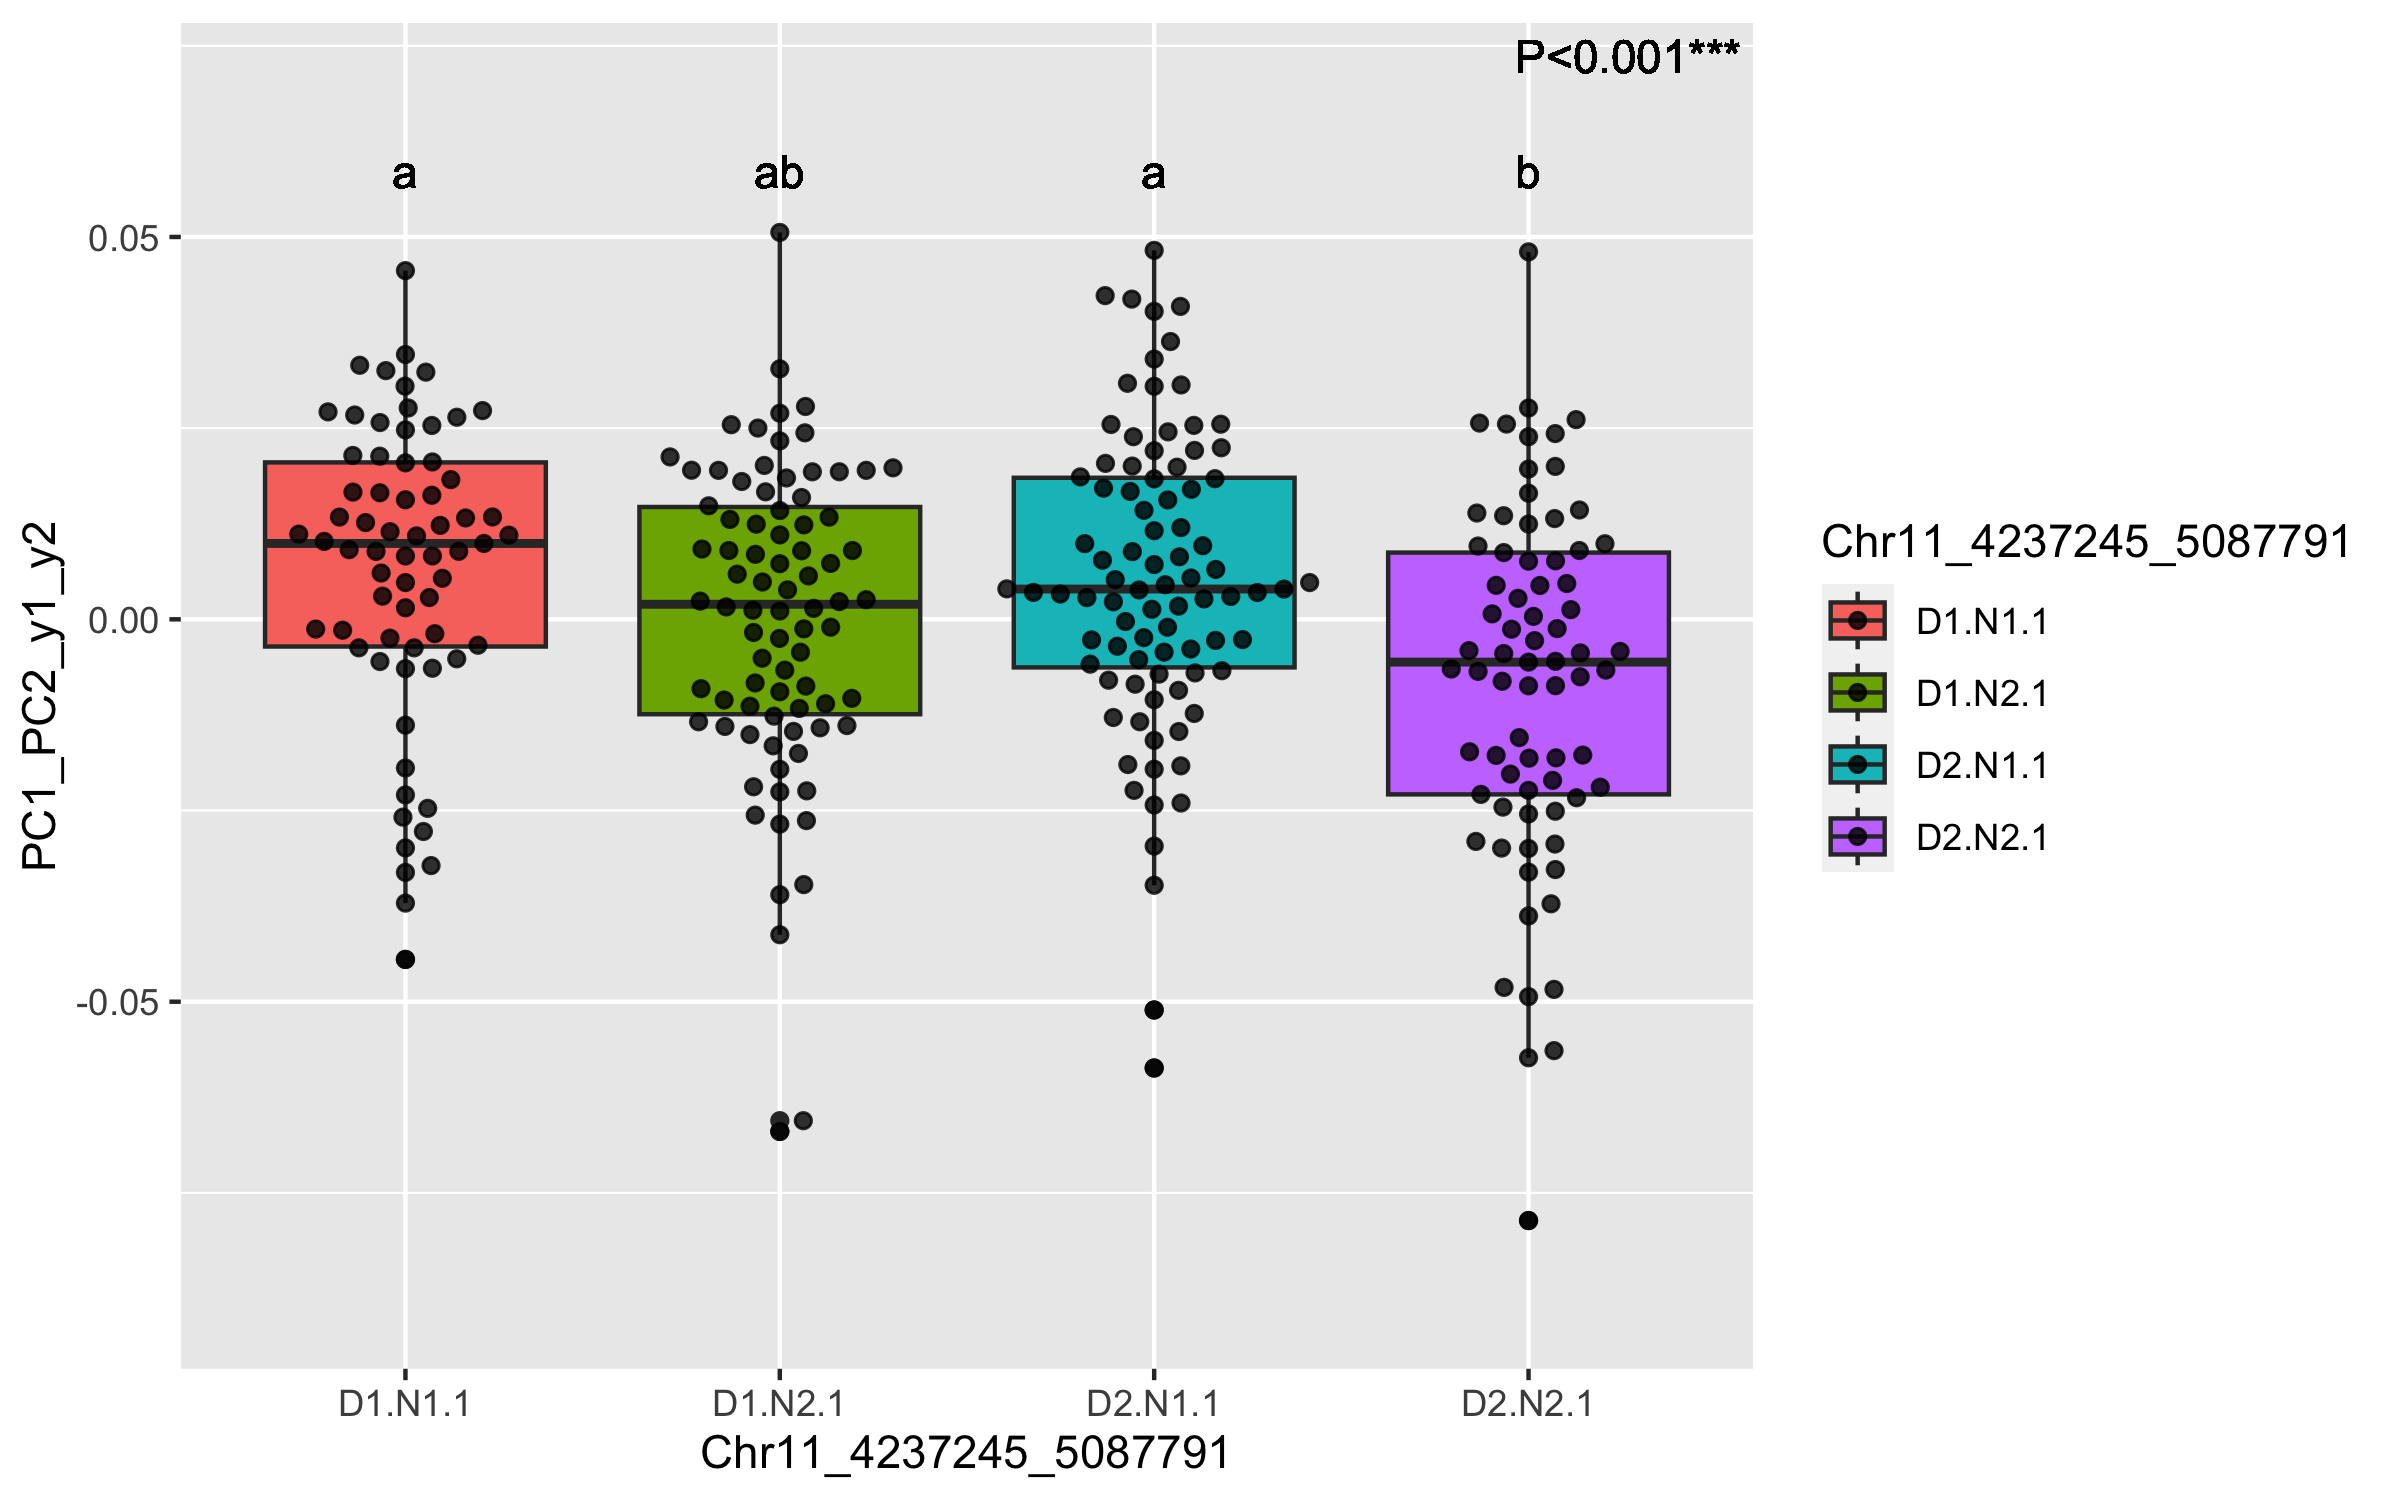 P<0.001***
a
ab
a
b
PC1_PC2_y1_y2
0.05
0.00
-0.05
D1.N1.1
D1.N2.1
D2.N1.1
D2.N2.1
Chr11_4237245_5087791
Chr11_4237245_5087791
D1.N1.1
D1.N2.1
D2.N1.1
D2.N2.1